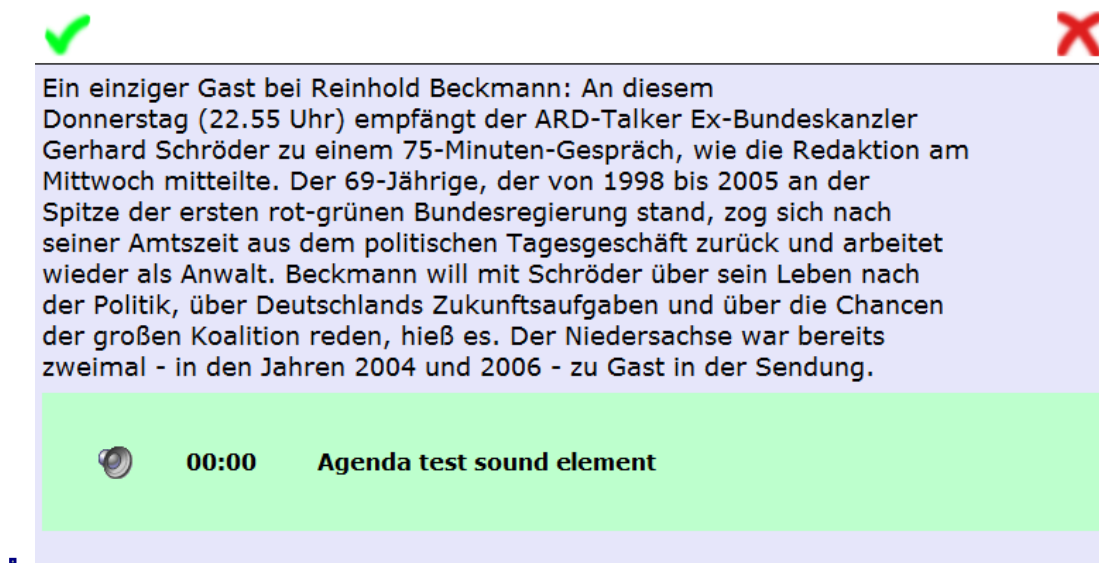 Ein einziger Gast bei Reinhold Beckmann: An diesem
Donnerstag (22.55 Uhr) empfängt der ARD-Talker Ex-Bundeskanzler
Gerhard Schröder zu einem 75-Minuten-Gespräch, wie die Redaktion am
Mittwoch mitteilte. Der 69-Jährige, der von 1998 bis 2005 an der
Spitze der ersten rot-grünen Bundesregierung stand, zog sich nach
seiner Amtszeit aus dem politischen Tagesgeschäft zurück und arbeitet
wieder als Anwalt. Beckmann will mit Schröder über sein Leben nach
der Politik, über Deutschlands Zukunftsaufgaben und über die Chancen
der großen Koalition reden, hieß es. Der Niedersachse war bereits
zweimal - in den Jahren 2004 und 2006 - zu Gast in der Sendung.
00:00 Agenda test sound element